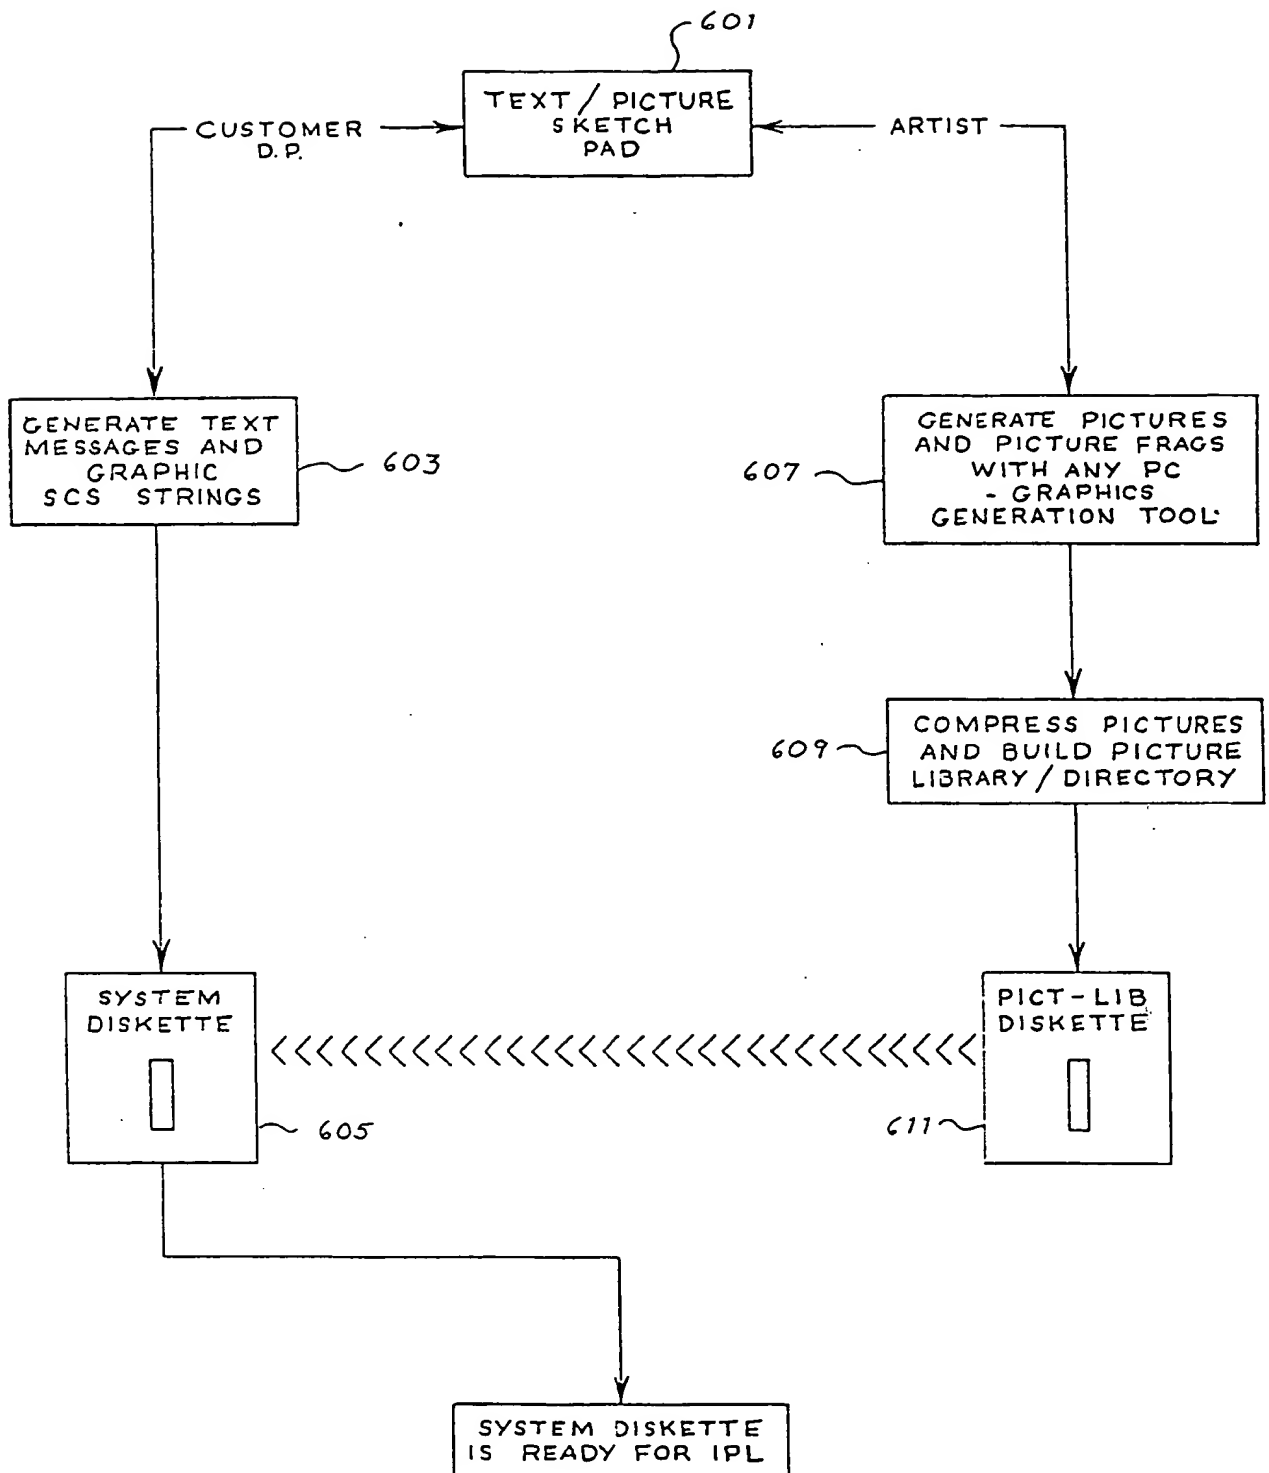 601
TEXT / PICTURE
SKETCH
PAD
CUSTOMER
D.P.
ARTIST
GENERATE TEXT
MESSAGES AND
GRAPHIC
SCS STRINGS
603
607
GENERATE PICTURES
AND PICTURE FRAGS
WITH ANY PC
- GRAPHICS
GENERATION TOOL
609
COMPRESS PICTURES
AND BUILD PICTURE
LIBRARY / DIRECTORY
SYSTEM
DISKETTE
605
<<<<<<<<<<<<<<<<<<<<<<<<<<<<<<
PICT-LIB
DISKETTE
611
SYSTEM DISKETTE
IS READY FOR IPL